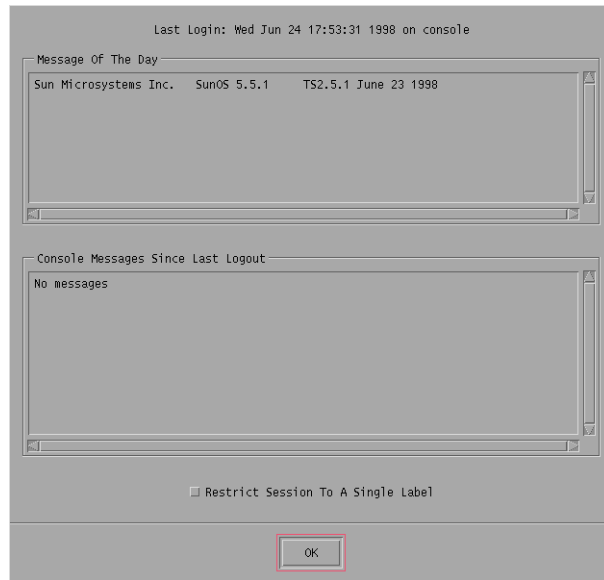 Last Login: Wed Jun 24 17:53:31 1998 on console
Message Of The Day
Sun Microsystems Inc.   SunOS 5.5.1     TS2.5.1 June 23 1998
Console Messages Since Last Logout
No messages
Restrict Session To A Single Label
OK